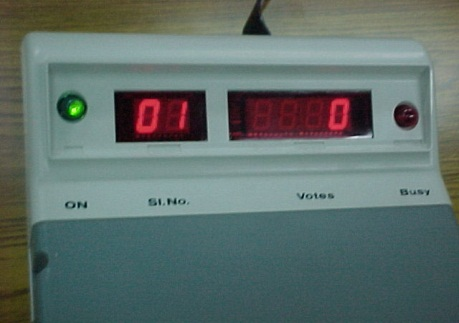 01 0
ON Sl.No. Votes Busy